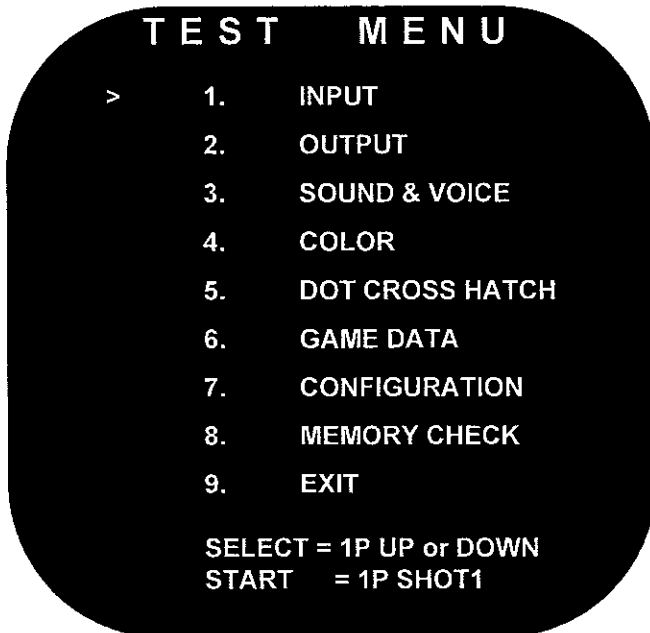 TEST MENU
> 1. INPUT
2. OUTPUT
3. SOUND & VOICE
4. COLOR
5. DOT CROSS HATCH
6. GAME DATA
7. CONFIGURATION
8. MEMORY CHECK
9. EXIT
SELECT = 1P UP or DOWN
START = 1P SHOT1